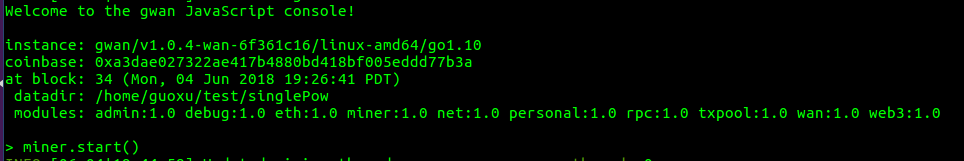 Welcome to the gwan JavaScript console!
instance: gwan/v1.0.4-wan-6f361c16/linux-amd64/go1.10
coinbase: 0xa3dae027322ae417b4880bd418bf005eddd77b3a
at block: 34 (Mon, 04 Jun 2018 19:26:41 PDT)
 datadir: /home/guoxu/test/singlePow
 modules: admin:1.0 debug:1.0 eth:1.0 miner:1.0 net:1.0 personal:1.0 rpc:1.0 txpool:1.0 wan:1.0 web3:1.0
> miner.start()